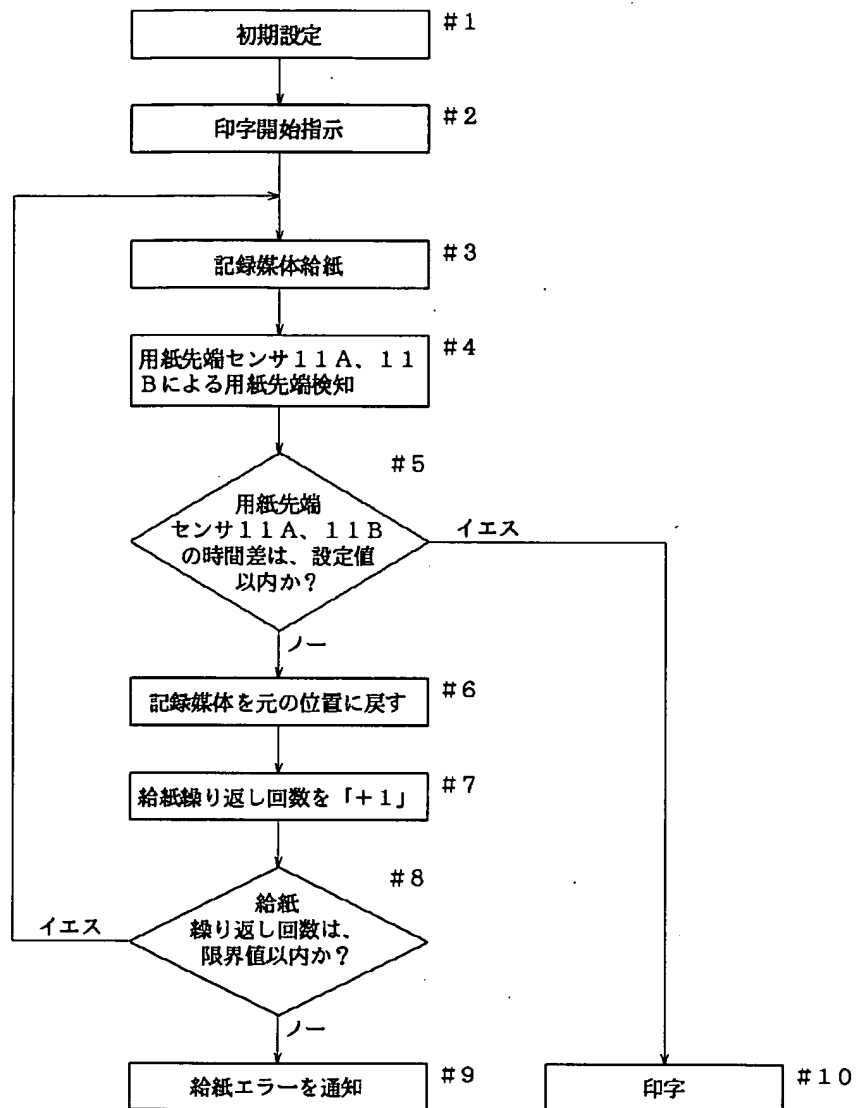 初期設定
#1
印字開始指示
#2
記録媒体給紙
#3
用紙先端センサ11A、11
Bによる用紙先端検知
#4
#5
用紙先端
センサ11A、11B
の時間差は、設定値
以内か?
イエス
ノー
記録媒体を元の位置に戻す
#6
給紙繰り返し回数を「+1」
#7
#8
給紙
繰り返し回数は、
限界値以内か?
イエス
ノー
給紙エラーを通知
#9
印字
#10